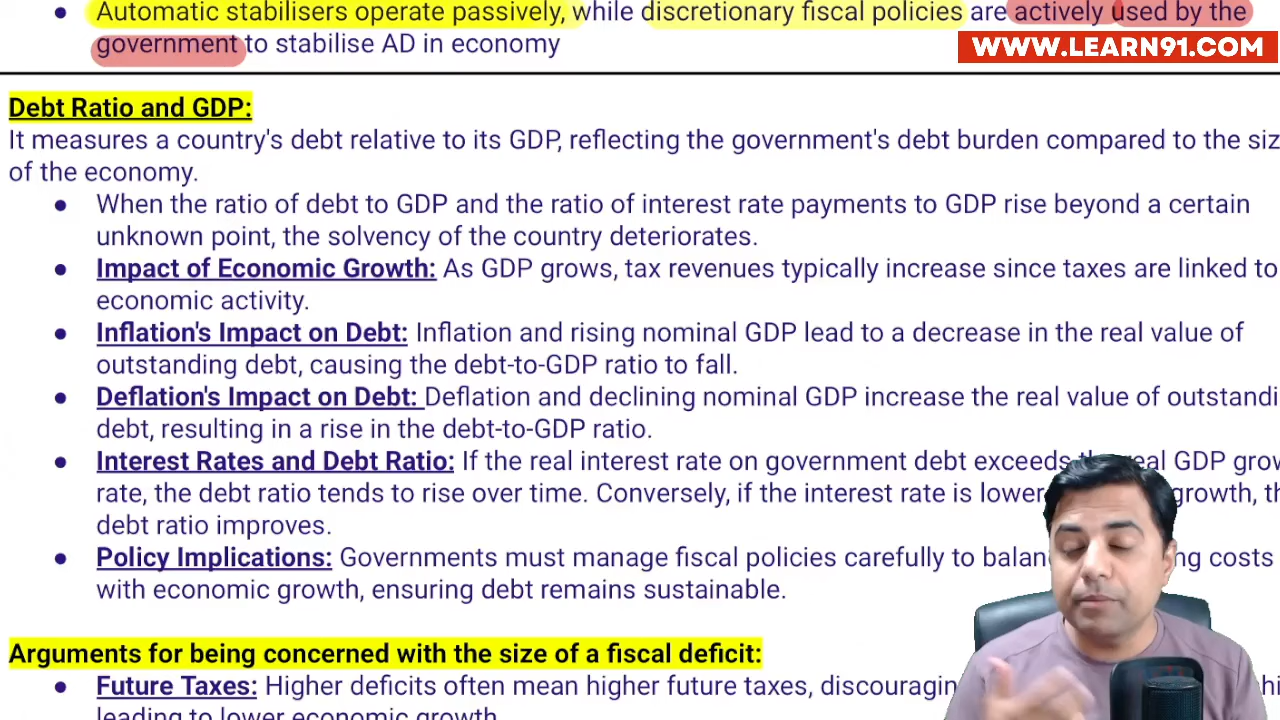 Automatic stabilisers operate passively, while discretionary fiscal policies are actively used by the
government to stabilise AD in economy
WWW.LEARN91.COM
Debt Ratio and GDP:
It measures a country's debt relative to its GDP, reflecting the government's debt burden compared to the siz
of the economy.
● When the ratio of debt to GDP and the ratio of interest rate payments to GDP rise beyond a certain
unknown point, the solvency of the country deteriorates.
● Impact of Economic Growth: As GDP grows, tax revenues typically increase since taxes are linked to
economic activity.
● Inflation's Impact on Debt: Inflation and rising nominal GDP lead to a decrease in the real value of
outstanding debt, causing the debt-to-GDP ratio to fall.
● Deflation's Impact on Debt: Deflation and declining nominal GDP increase the real value of outstandi
debt, resulting in a rise in the debt-to-GDP ratio.
● Interest Rates and Debt Ratio: If the real interest rate on government debt exceeds GDP
rate, the debt ratio tends to rise over time. Conversely, if the interest rate is lower growth,
debt ratio improves.
● Policy Implications: Governments must manage fiscal policies carefully to costs
with economic growth, ensuring debt remains sustainable.
Arguments for being concerned with the size of a fiscal deficit:
● Future Taxes: Higher deficits often mean higher future taxes,
leading to lower economic growth.